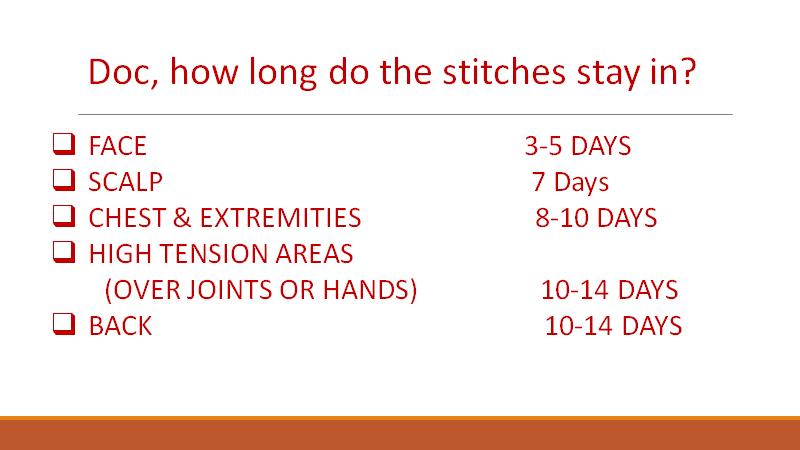 Doc, how long do the stitches stay in?
FACE 3-5 DAYS
SCALP 7 Days
CHEST & EXTREMITIES 8-10 DAYS
HIGH TENSION AREAS
(OVER JOINTS OR HANDS) 10-14 DAYS
BACK 10-14 DAYS